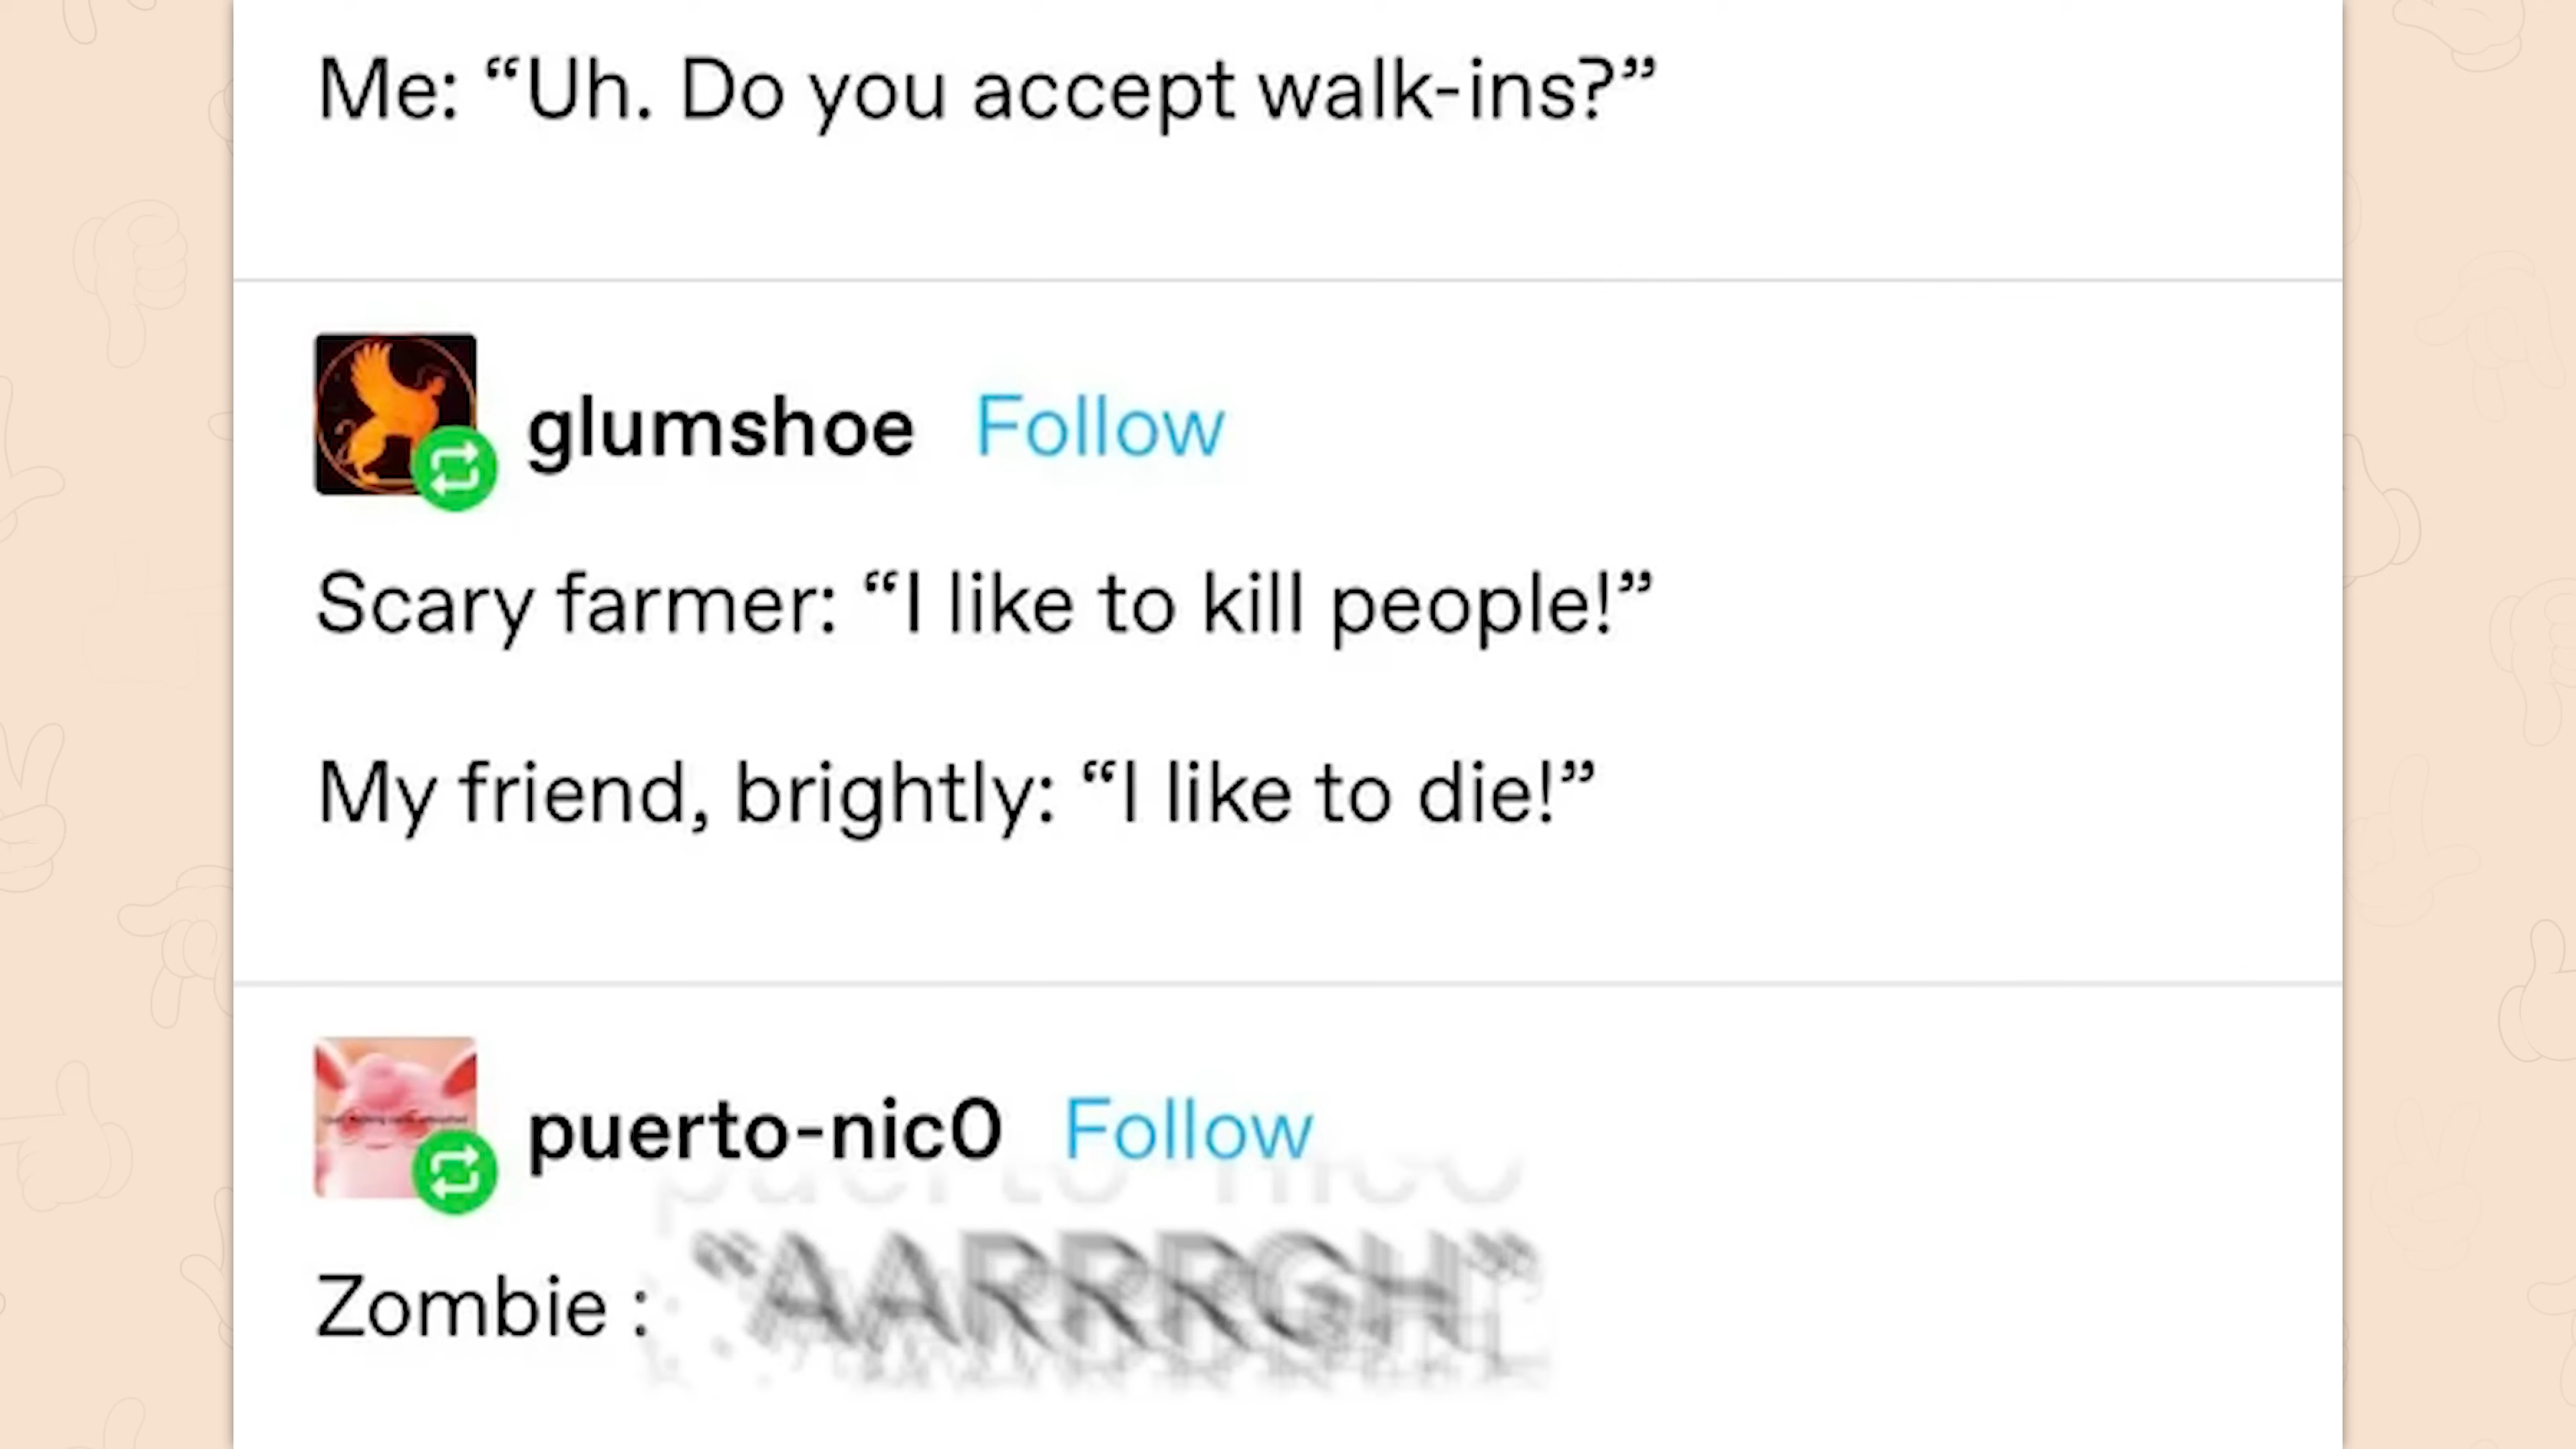 Me: “Uh. Do you accept walk-ins?”
glumshoe Follow
Scary farmer: “I like to kill people!”
My friend, brightly: “I like to die!”
puerto-nic0 Follow
Zombie : “AARRRGH”